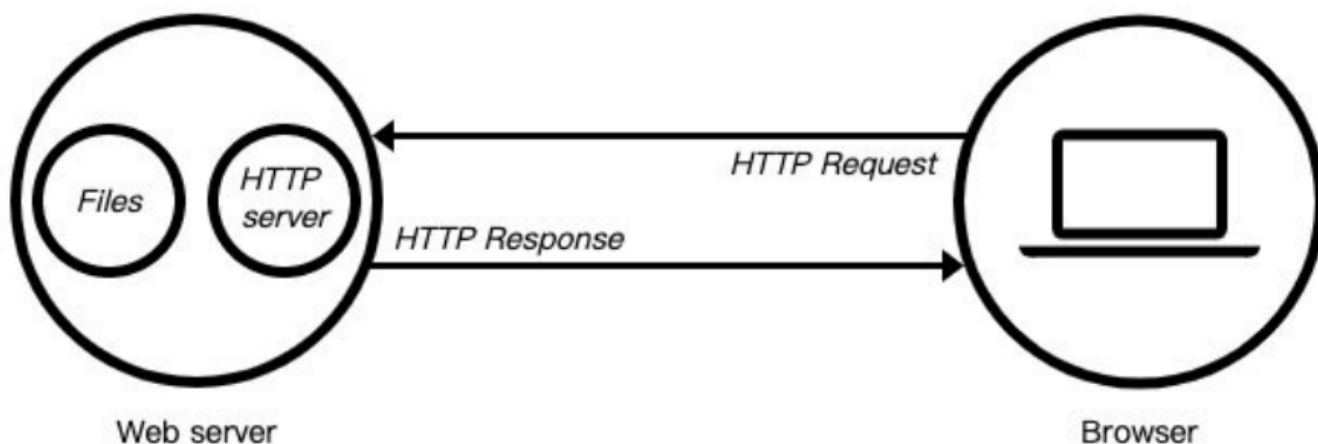 HTTP Request
Files
HTTP
server
HTTP Response
Web server
Browser